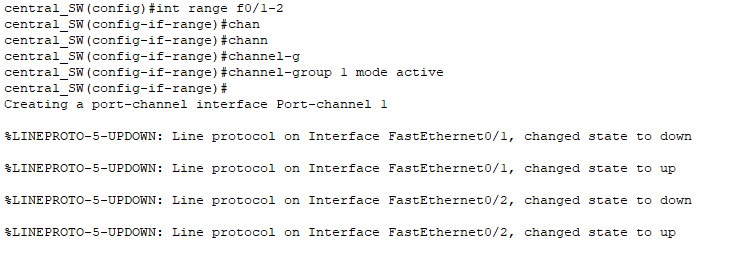 central_SW(config)#int range f0/1-2
central_SW(config-if-range)#chan
central_SW(config-if-range)#chann
central_SW(config-if-range)#channel-g
central_SW(config-if-range)#channel-group 1 mode active
central_SW(config-if-range)#
Creating a port-channel interface Port-channel 1
%LINEPROTO-5-UPDOWN: Line protocol on Interface FastEthernet0/1, changed state to down
%LINEPROTO-5-UPDOWN: Line protocol on Interface FastEthernet0/1, changed state to up
%LINEPROTO-5-UPDOWN: Line protocol on Interface FastEthernet0/2, changed state to down
%LINEPROTO-5-UPDOWN: Line protocol on Interface FastEthernet0/2, changed state to up